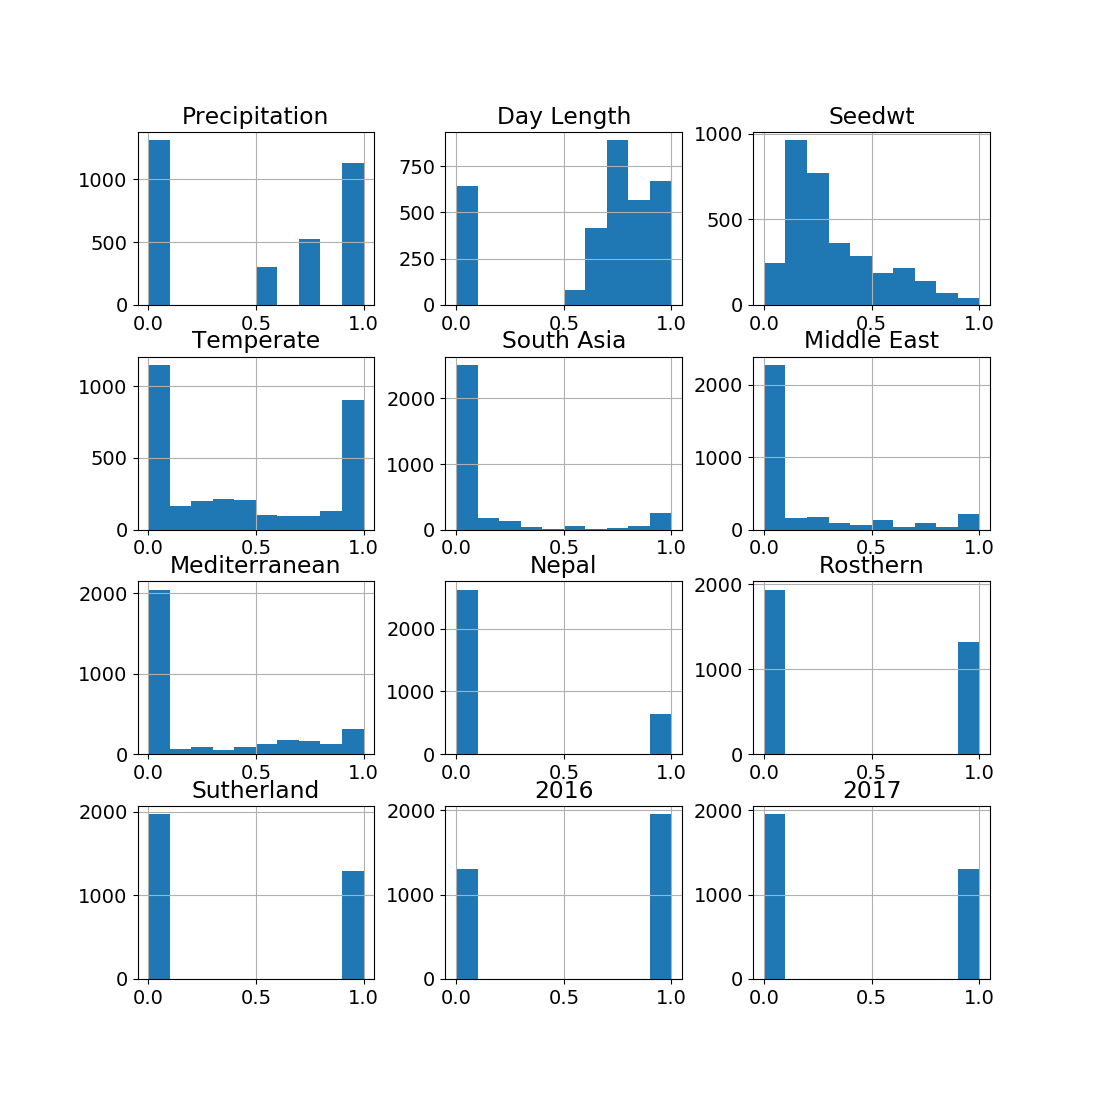 Precipitation Day Length Seedwt
1000 500 0 750 500 250 0 1000 500 0
0.0 0.5 1.0 0.0 0.5 1.0 0.0 0.5 1.0
Temperate South Asia Middle East
1000 500 0 2000 1000 0 2000 1000 0
0.0 0.5 1.0 0.0 0.5 1.0 0.0 0.5 1.0
Mediterranean Nepal Rosthern
2000 1000 0 2000 1000 0 2000 1000 0
0.0 0.5 1.0 0.0 0.5 1.0 0.0 0.5 1.0
Sutherland 2016 2017
2000 1000 0 2000 1000 0 2000 1000 0
0.0 0.5 1.0 0.0 0.5 1.0 0.0 0.5 1.0